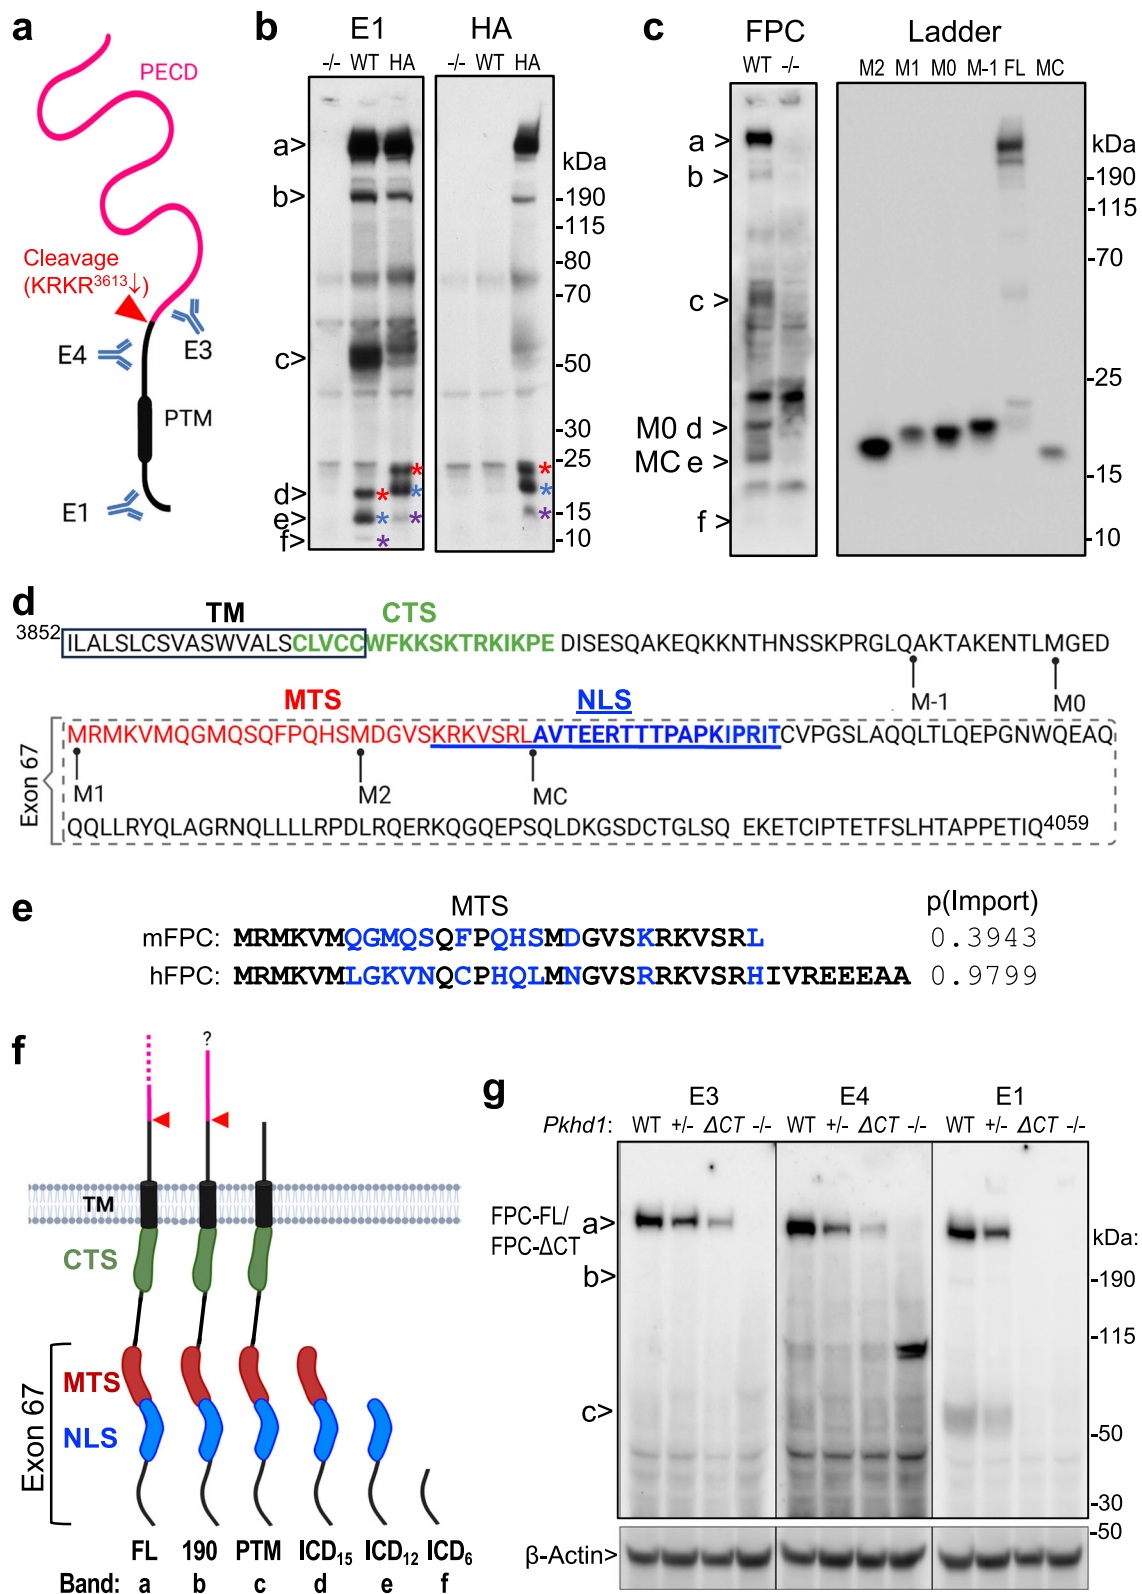 a
PECD
Cleavage
(KRKR3613↓)
E3
E4
PTM
E1
b
E1 HA
-/- WT HA -/- WT HA
a>
b>
c>
d>
e>
f>
* * * * * * * * *
kDa
-190
-115
-80
-70
-50
-30
-25
-15
-10
c
FPC Ladder
WT -/- M2 M1 M0 M-1 FL MC
a >
b >
c >
M0 d >
MC e >
f >
kDa
-190
-115
-70
-25
-15
-10
d
TM CTS
3852 ILALSLCSVASWVALSCLVCCWFKKSKTRKIKPE DISESQAKEQKKNTHNSSKPRGLQAKTAKENTLMGED
M-1 M0
MTS NLS
MRMKVMQGMQSQFPQHSMDGVSKRKVSRLAVTEERTTTPAPKIPRITCVPGSLAQQLTLQEPGNWQEAQ
M1 M2 MC
Exon 67
QQLLRYQLAGRNQLLLLRPDLRQERKQGQEPSQLDKGSDCTGLSQ EKETCIPTETFSLHTAPPETIQ4059
e
MTS p(Import)
mFPC: MRMKVMQGMQSQFPQHSMDGVSKRKVSRL 0.3943
hFPC: MRMKVMLGKVNQCPHQLMNGVSRRKVSRHIVREEEAA 0.9799
f
?
TM
CTS
MTS
NLS
Exon 67
FL 190 PTM ICD15 ICD12 ICD6
Band: a b c d e f
g
E3 E4 E1
Pkhd1: WT +/- ΔCT -/- WT +/- ΔCT -/- WT +/- ΔCT -/-
FPC-FL/
FPC-ΔCT
a>
b>
c>
kDa:
-190
-115
-50
-30
-50
β-Actin>